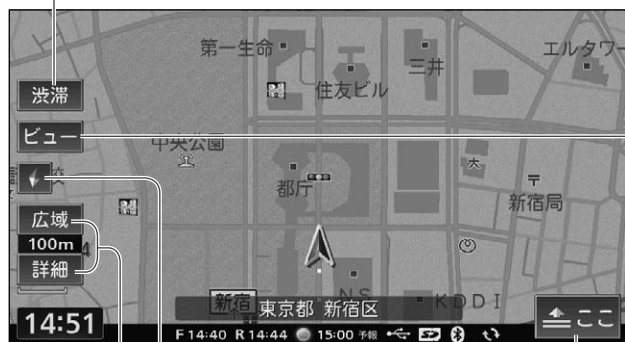 第一生命
エルタワー
三井
住友ビル
渋滞
ビュー
中央公園
都庁
新宿局
広域
100m
詳細
NS
KDDI
新宿
東京都 新宿区
ここ
14:51
F14:40 R14:44 15:00 予報